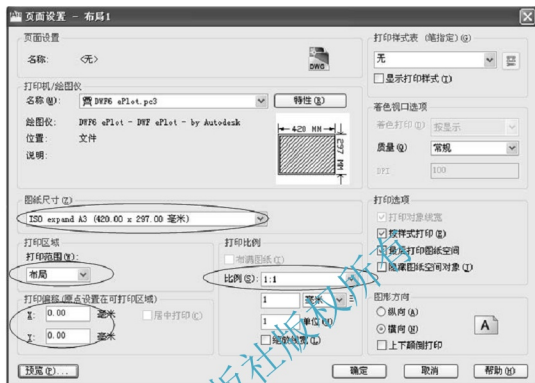 页面设置 - 布局1
页面设置
名称: <无>
DWG
打印机/绘图仪
名称(M): DWF6 ePlot.pc3
特性(R)
绘图仪: DWF6 ePlot - DWF ePlot - by Autodesk
位置: 文件
说明:
420 MM
297 MM
图纸尺寸(Z)
ISO expand A3 (420.00 x 297.00 毫米)
打印区域
打印范围(W):
布局
打印偏移(原点设置在可打印区域)
X: 0.00 毫米
居中打印(C)
Y: 0.00 毫米
打印比例
布满图纸(I)
比例(S): 1:1
1 毫米 =
1 单位(U)
缩放线宽(L)
打印样式表 (笔指定)(G)
无
显示打印样式(Y)
着色视口选项
着色打印(D) 按显示
质量(Q) 常规
DPI 100
打印选项
打印对象线宽
按样式打印(E)
最后打印图纸空间
隐藏图纸空间对象(J)
图形方向
纵向(A)
横向(N)
上下颠倒打印
A
预览(P)...
确定
取消
帮助(H)
社版权所有